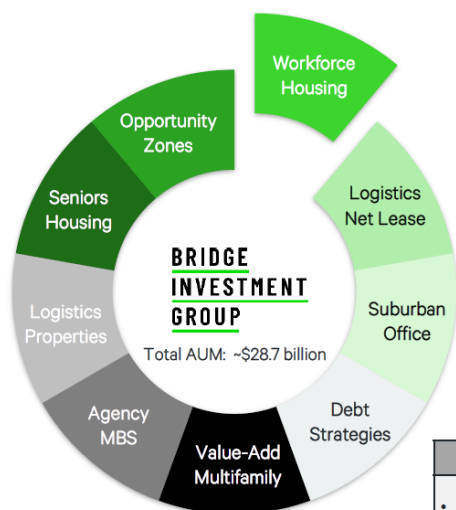 Workforce
Housing
Opportunity
Zones
Logistics
Net Lease
Seniors
Housing
BRIDGE
INVESTMENT
GROUP
Total AUM: ~$28.7 billion
Suburban
Office
Logistics
Properties
Debt
Strategies
Agency
MBS
Value-Add
Multifamily